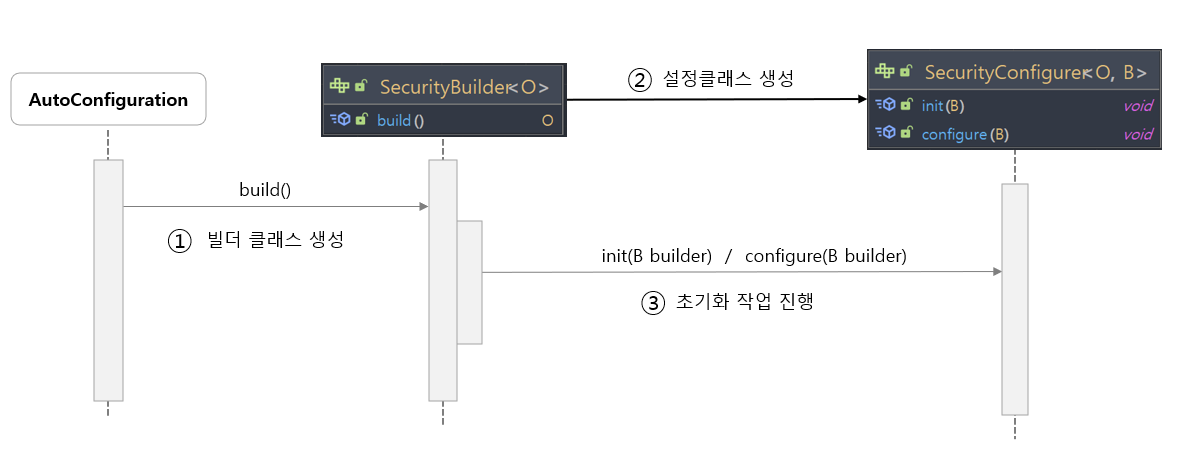 AutoConfiguration
SecurityBuilder<O>
build()
O
② 설정클래스 생성
SecurityConfigurer<O, B>
init(B)
void
configure(B)
void
build()
① 빌더 클래스 생성
init(B builder) / configure(B builder)
③ 초기화 작업 진행